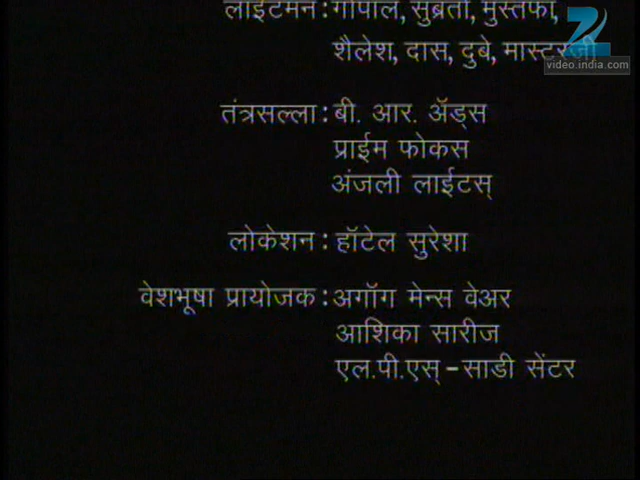 लाईटमन : गोपाल, सुब्रतो, मुस्तफा,
शैलेश, दास, दुबे, मास्टरजी
video.india.com
तंत्रसल्ला : बी. आर. ॲड्स
प्राईम फोकस
अंजली लाईटस्
लोकेशन : हॉटेल सुरेशा
वेशभूषा प्रायोजक : अगॉग मेन्स वेअर
आशिका सारीज
एल.पी.एस् - साडी सेंटर